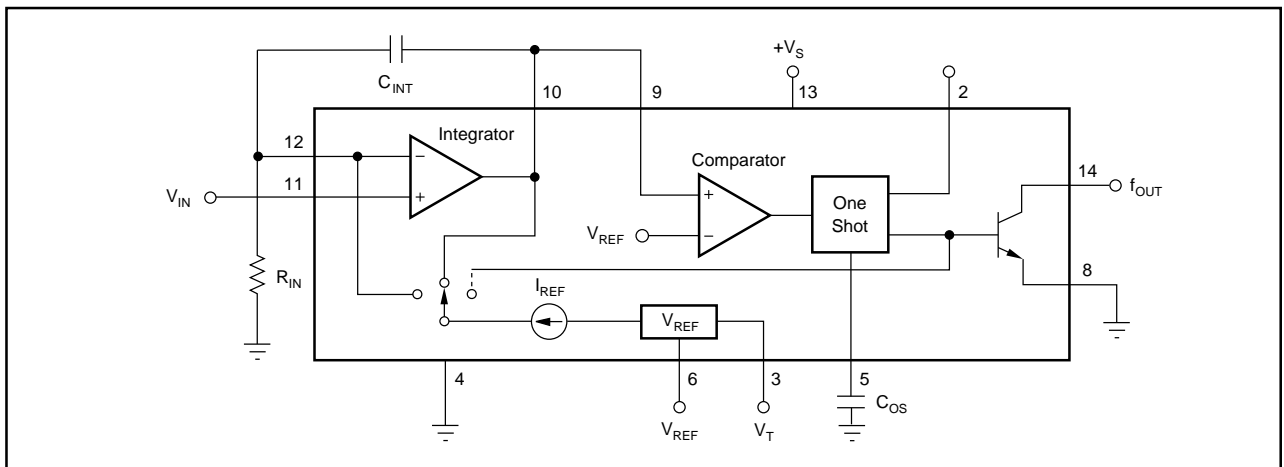 +V_S
C_INT
10
9
13
2
12
Integrator
Comparator
14
V_IN
11
−
+
+
−
One
Shot
f_OUT
V_REF
R_IN
I_REF
V_REF
8
4
6
3
5
C_OS
V_REF
V_T